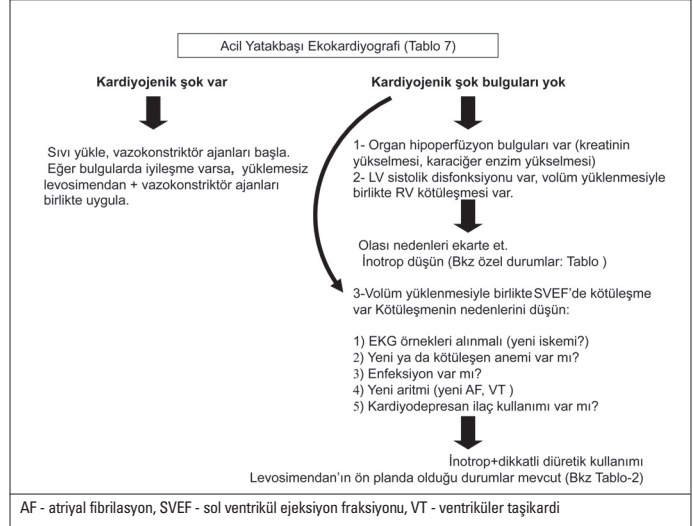 Acil Yatakbaşı Ekokardiyografi (Tablo 7)
Kardiyojenik şok var
Sıvı yükle, vazokonstriktör ajanları başla.
Eğer bulgularda iyileşme varsa, yüklemesiz
levosimendan + vazokonstriktör ajanları
birlikte uygula.
Kardiyojenik şok bulguları yok
1- Organ hipoperfüzyon bulguları var (kreatinin
yükselmesi, karaciğer enzim yükselmesi)
2- LV sistolik disfonksiyonu var, volüm yüklenmesiyle
birlikte RV kötüleşmesi var.
Olası nedenleri ekarte et.
İnotrop düşün (Bkz özel durumlar: Tablo )
3-Volüm yüklenmesiyle birlikte SVEF'de kötüleşme
var Kötüleşmenin nedenlerini düşün:
1) EKG örnekleri alınmalı (yeni iskemi?)
2) Yeni ya da kötüleşen anemi var mı?
3) Enfeksiyon var mı?
4) Yeni aritmi (yeni AF, VT )
5) Kardiyodepresan ilaç kullanımı var mı?
İnotrop+dikkatli diüretik kullanımı
Levosimendan'ın ön planda olduğu durumlar mevcut (Bkz Tablo-2)
AF - atriyal fibrilasyon, SVEF - sol ventrikül ejeksiyon fraksiyonu, VT - ventriküler taşikardi